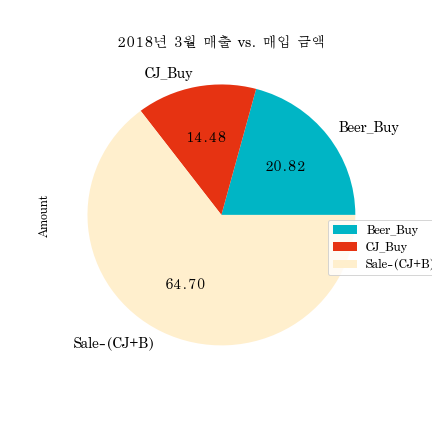 2018년 3월 매출 vs. 매입 금액
CJ_Buy
Beer_Buy
14.48
20.82
Amount
Beer_Buy
CJ_Buy
Sale-(CJ+B)
64.70
Sale-(CJ+B)